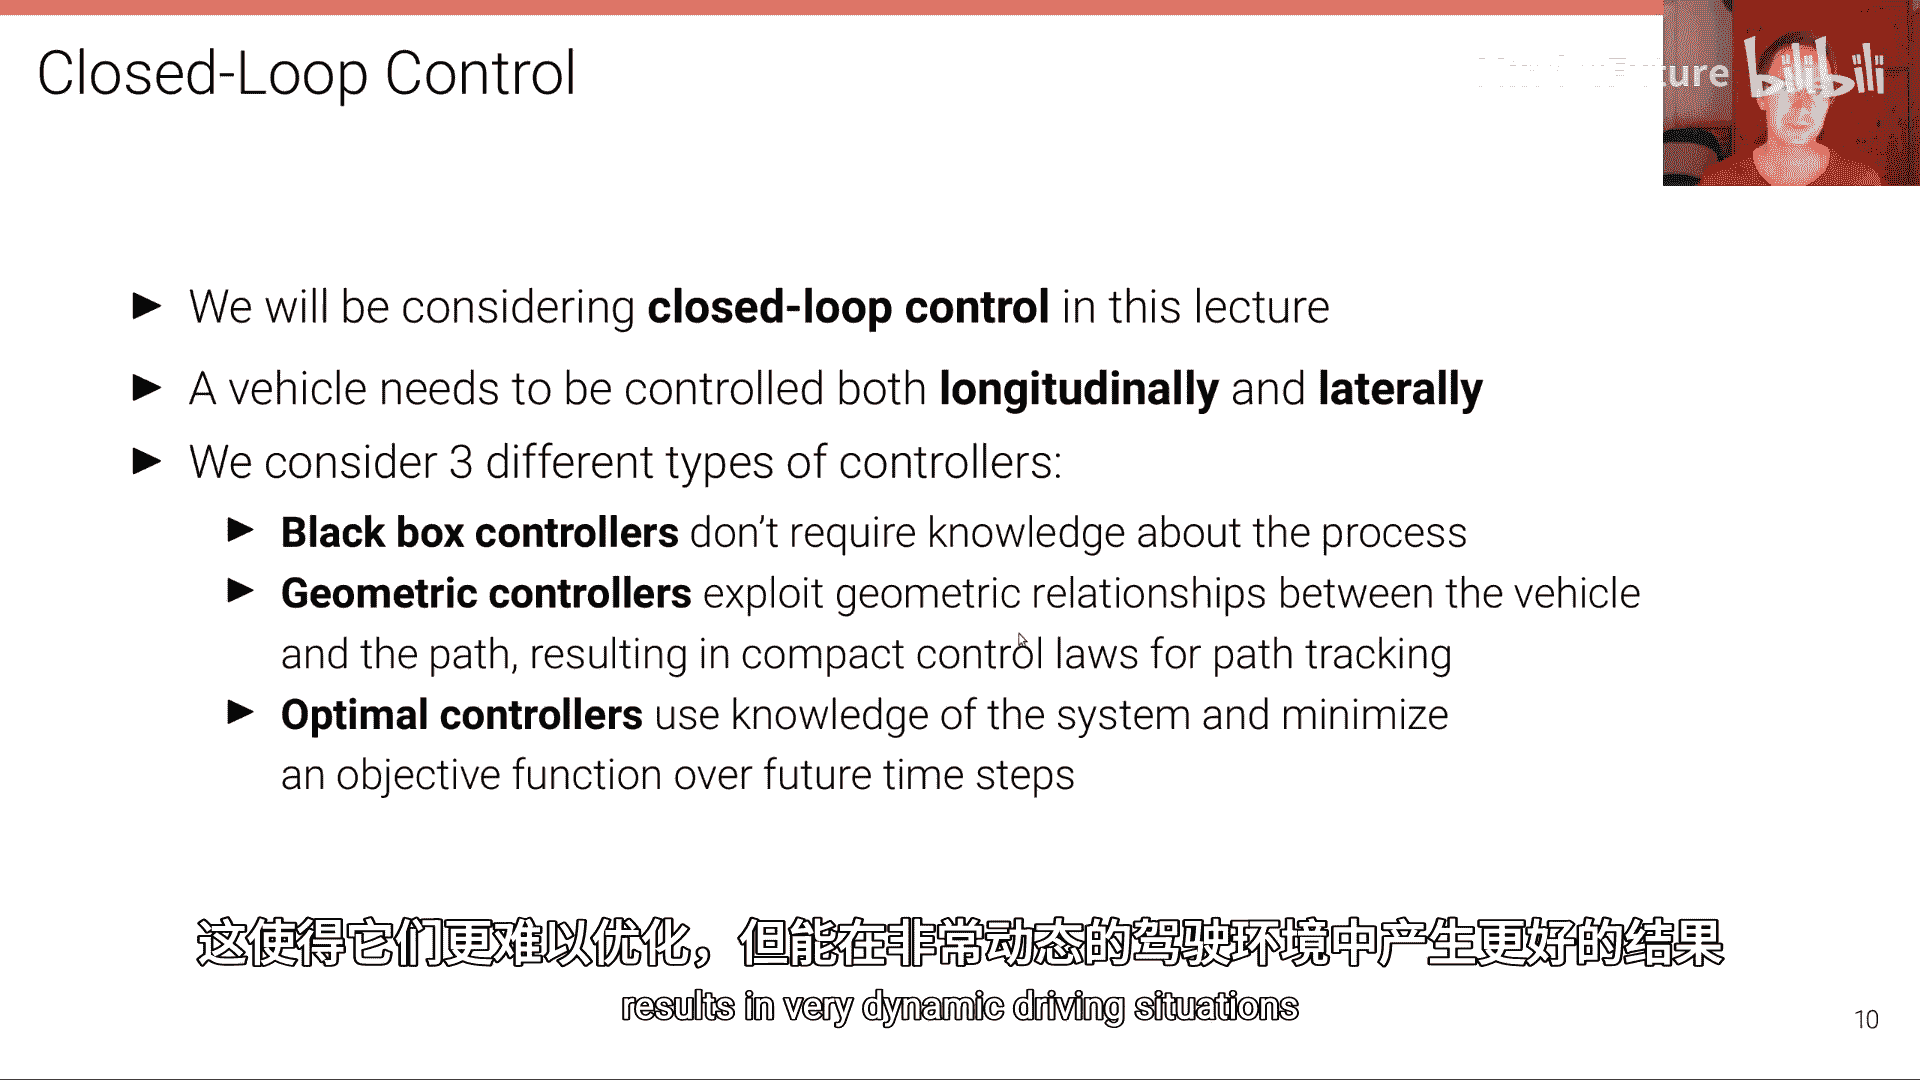 Closed-Loop Control
bilibili
► We will be considering closed-loop control in this lecture
► A vehicle needs to be controlled both longitudinally and laterally
► We consider 3 different types of controllers:
► Black box controllers don't require knowledge about the process
► Geometric controllers exploit geometric relationships between the vehicle
and the path, resulting in compact control laws for path tracking
► Optimal controllers use knowledge of the system and minimize
an objective function over future time steps
这使得它们更难以优化，但能在非常动态的驾驶环境中产生更好的结果
results in very dynamic driving situations
10